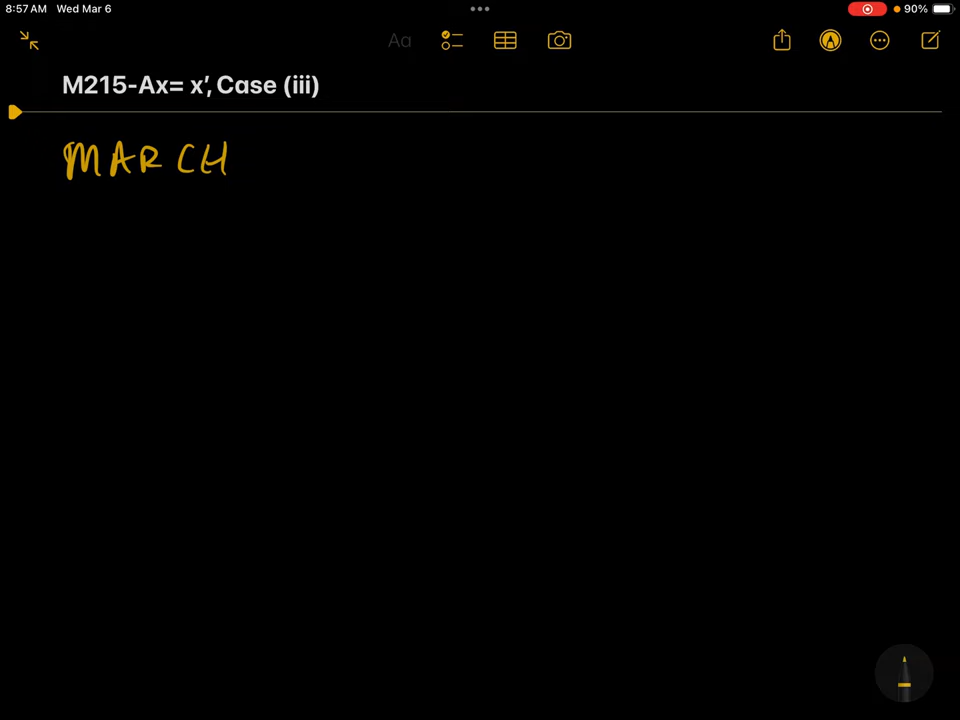 8:57 AM Wed Mar 6
90%
Aa
M215-Ax= x', Case (iii)
MARCH